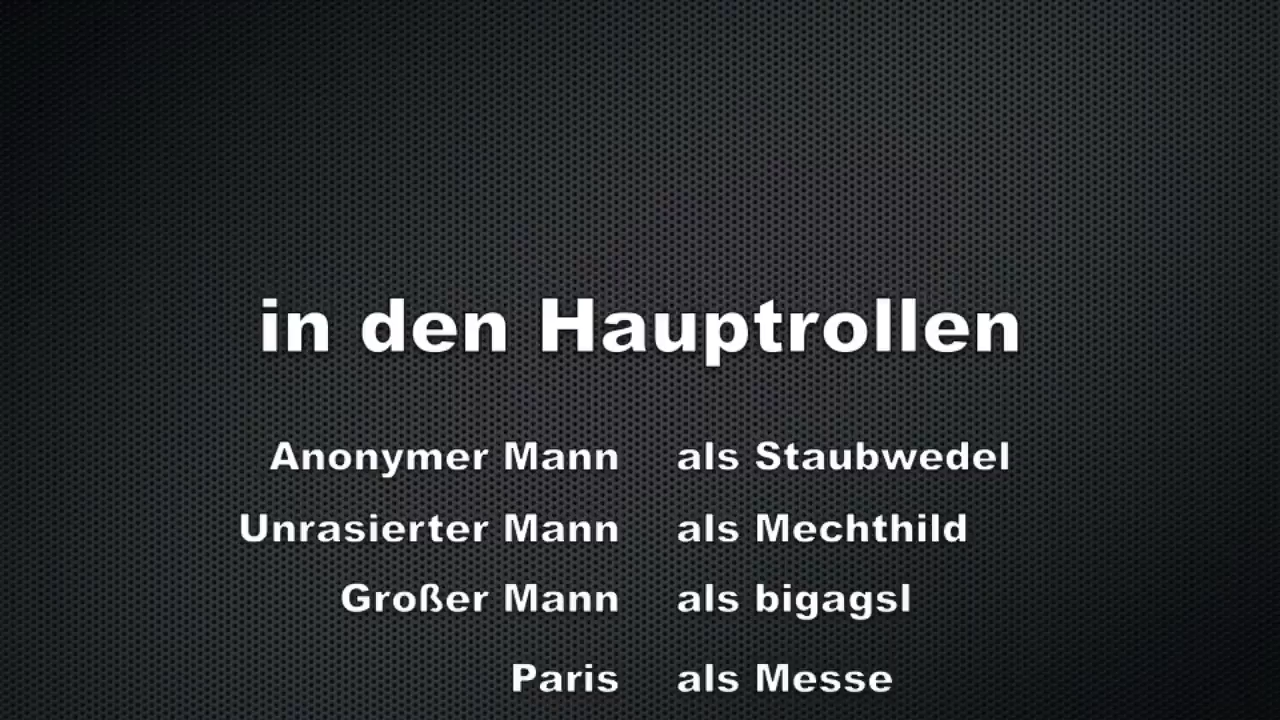 in den Hauptrollen
Anonymer Mann als Staubwedel
Unrasierter Mann als Mechthild
Großer Mann als bigagsl
Paris als Messe